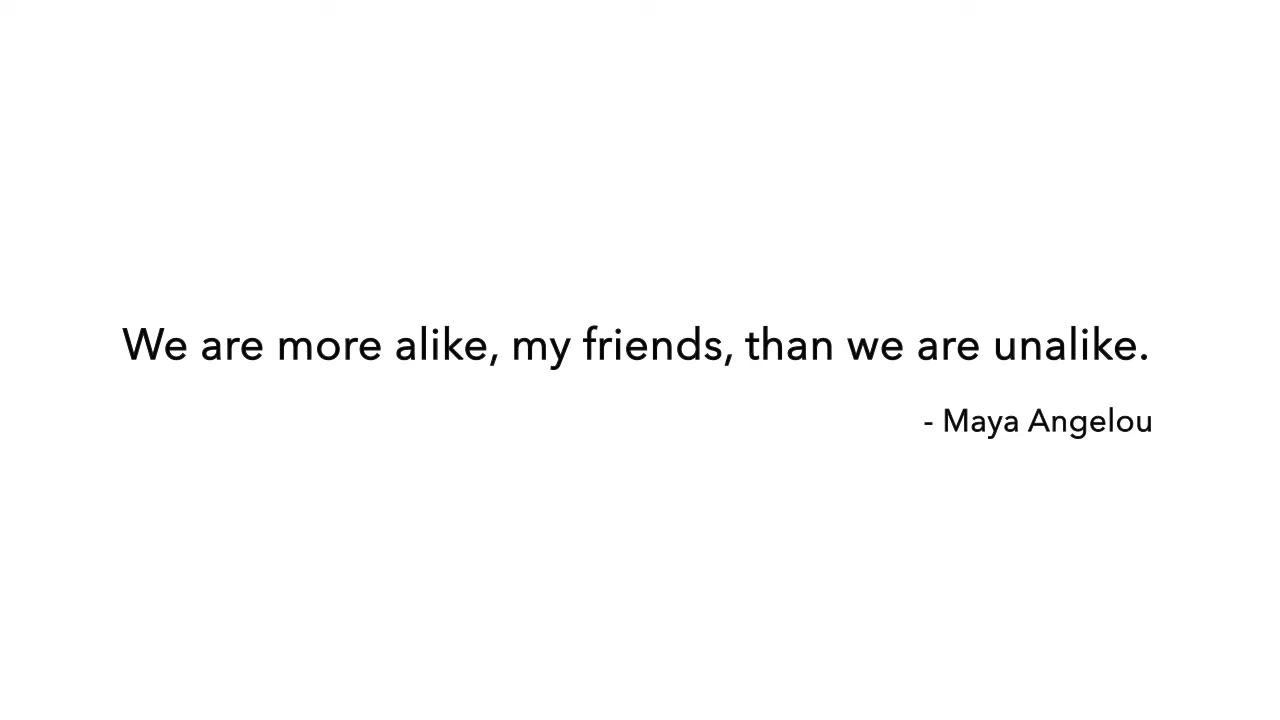 We are more alike, my friends, than we are unalike.
- Maya Angelou